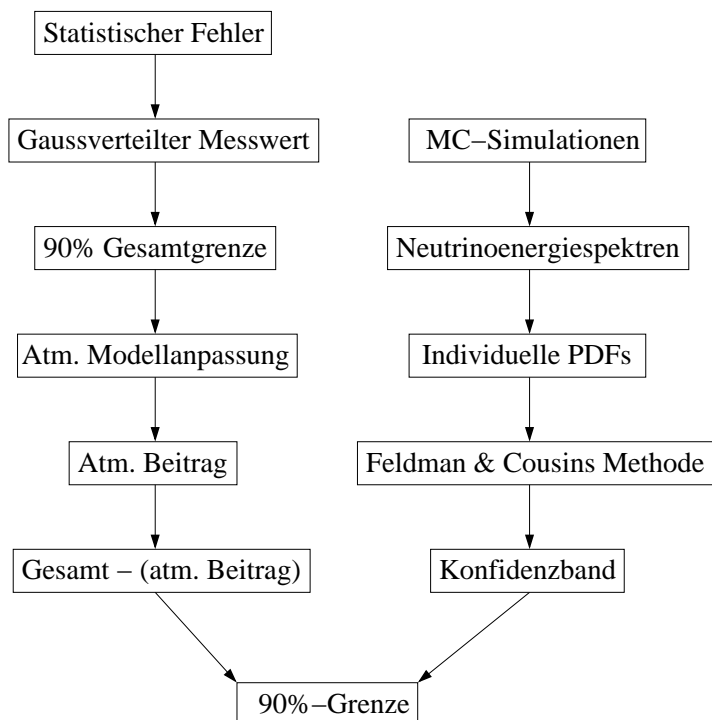 Statistischer Fehler
Gaussverteilter Messwert
90% Gesamtgrenze
Atm. Modellanpassung
Atm. Beitrag
Gesamt – (atm. Beitrag)
MC–Simulationen
Neutrinoenergiespektren
Individuelle PDFs
Feldman & Cousins Methode
Konfidenzband
90%–Grenze